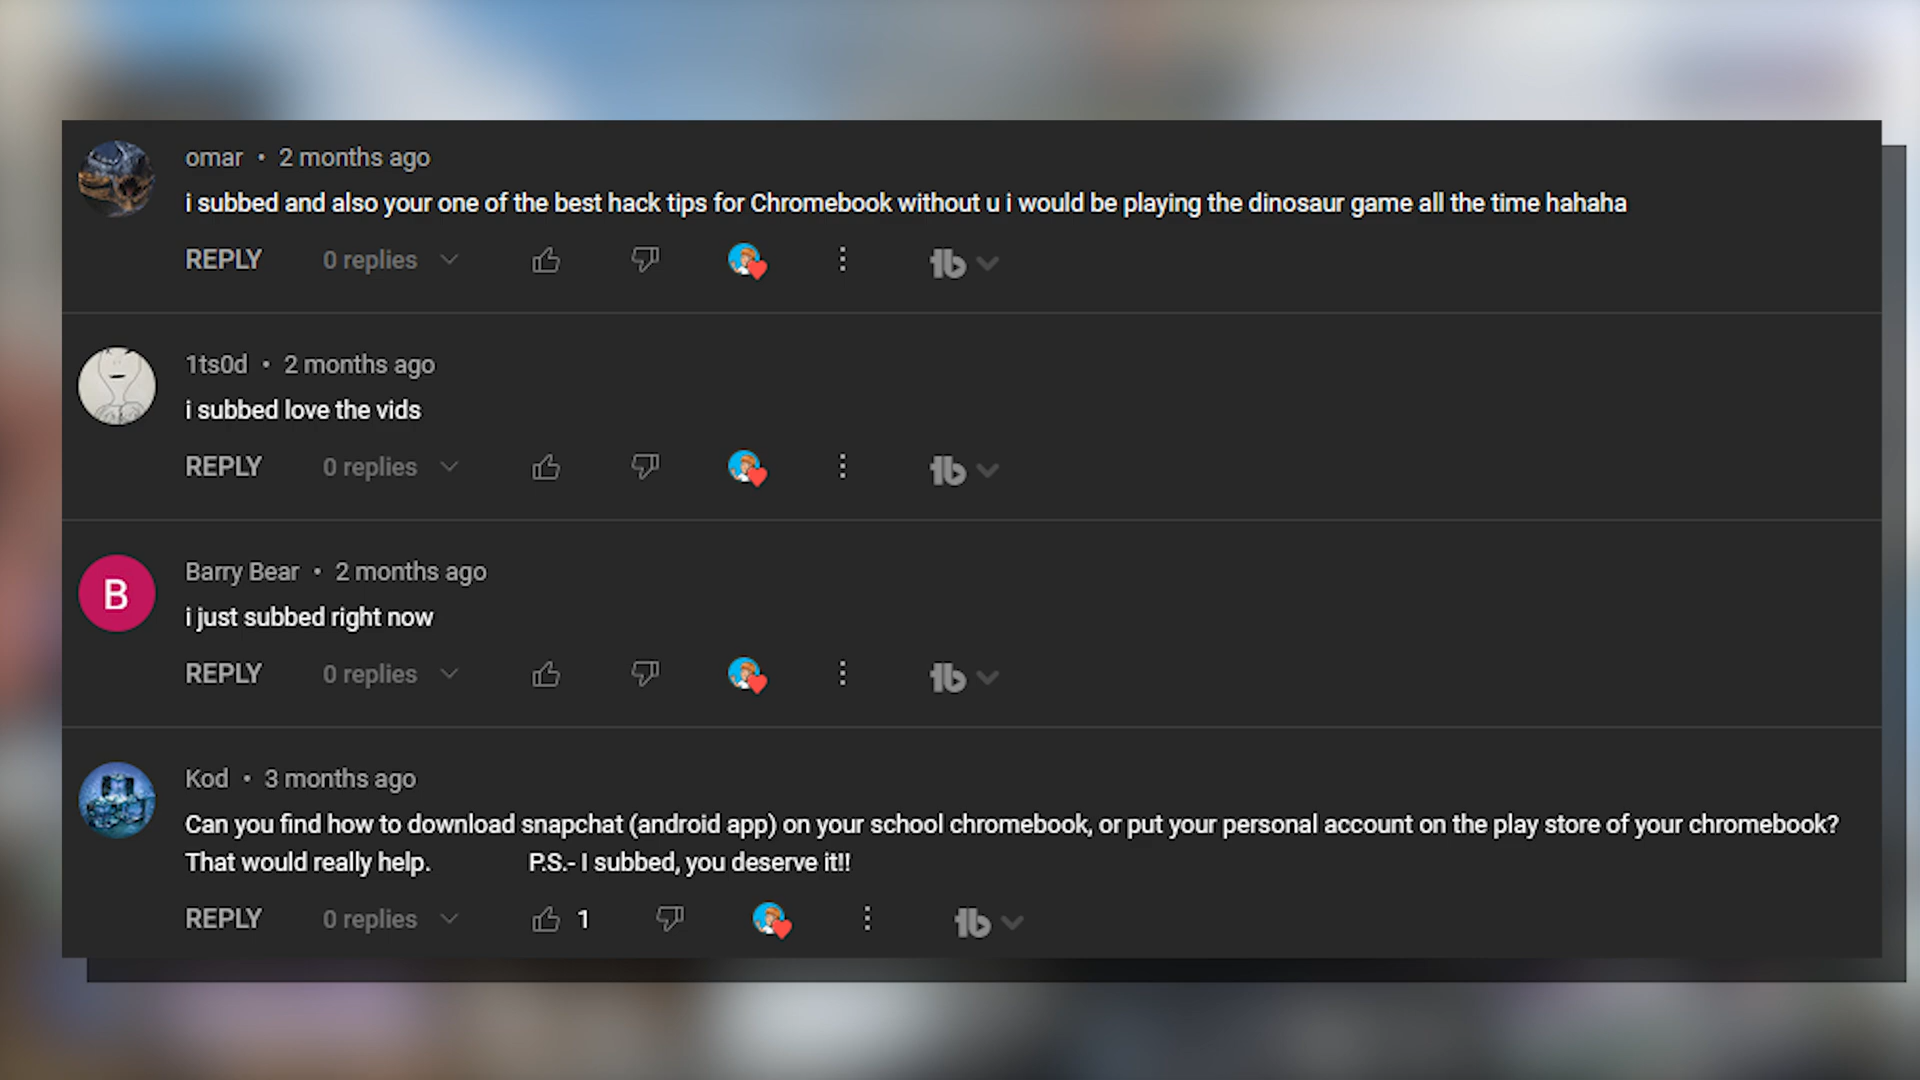 omar • 2 months ago
i subbed and also your one of the best hack tips for Chromebook without u i would be playing the dinosaur game all the time hahaha
REPLY 0 replies tb
1ts0d • 2 months ago
i subbed love the vids
REPLY 0 replies tb
B
Barry Bear • 2 months ago
i just subbed right now
REPLY 0 replies tb
Kod • 3 months ago
Can you find how to download snapchat (android app) on your school chromebook, or put your personal account on the play store of your chromebook?
That would really help. P.S.- I subbed, you deserve it!!
REPLY 0 replies 1 tb